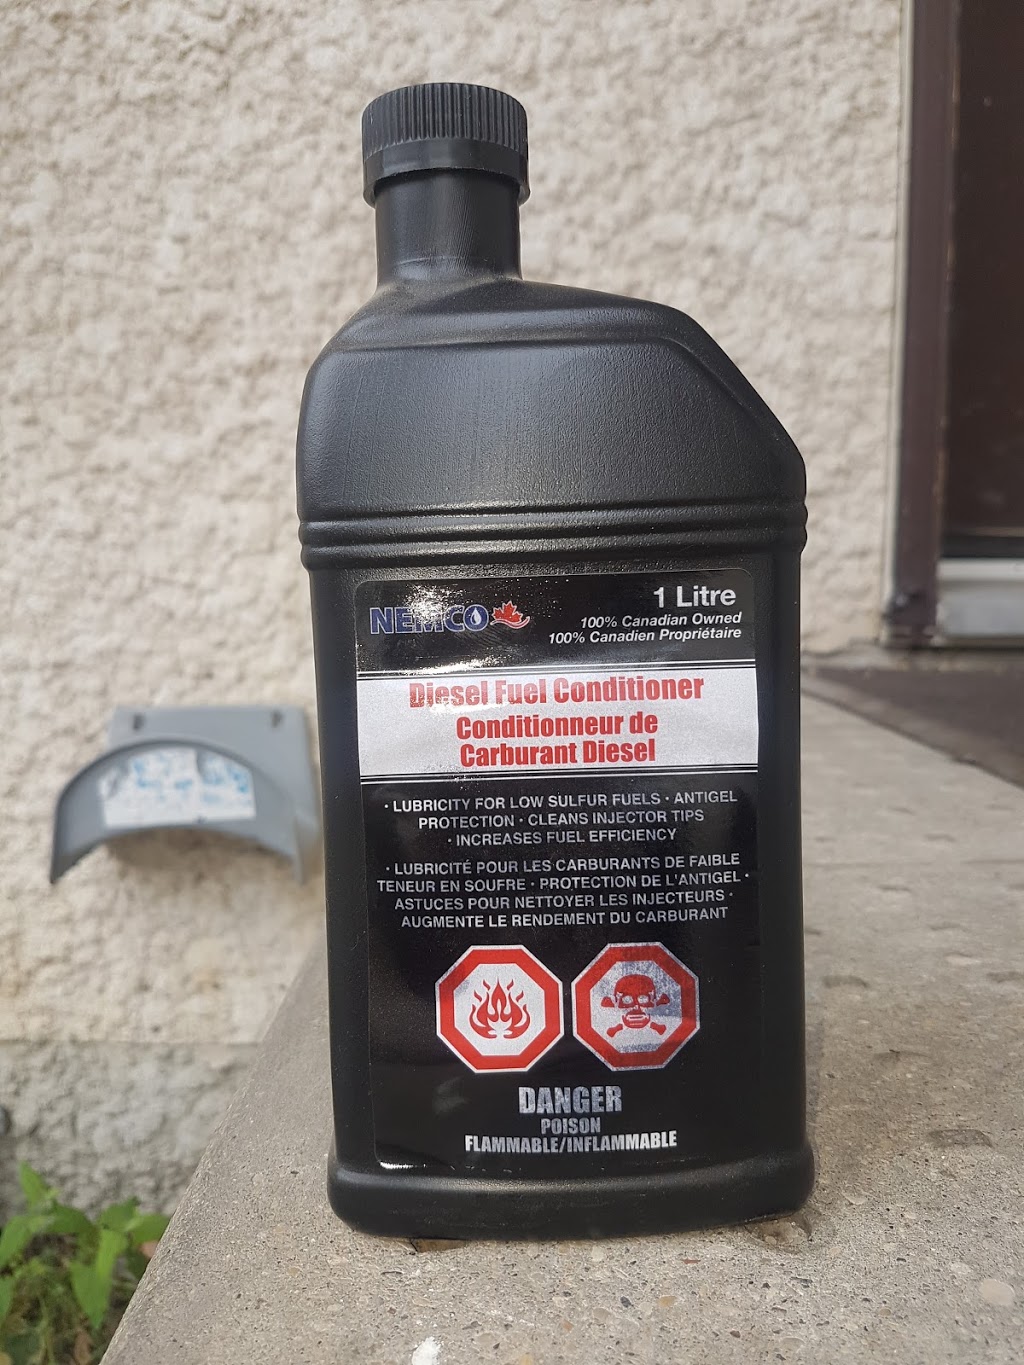 NEMCO
1 Litre
100% Canadian Owned
100% Canadien Propriétaire
Diesel Fuel Conditioner
Conditionneur de
Carburant Diesel
· LUBRICITY FOR LOW SULFUR FUELS · ANTIGEL
PROTECTION · CLEANS INJECTOR TIPS
· INCREASES FUEL EFFICIENCY
· LUBRICITÉ POUR LES CARBURANTS DE FAIBLE
TENEUR EN SOUFRE · PROTECTION DE L'ANTIGEL ·
ASTUCES POUR NETTOYER LES INJECTEURS ·
AUGMENTE LE RENDEMENT DU CARBURANT
DANGER
POISON
FLAMMABLE/INFLAMMABLE